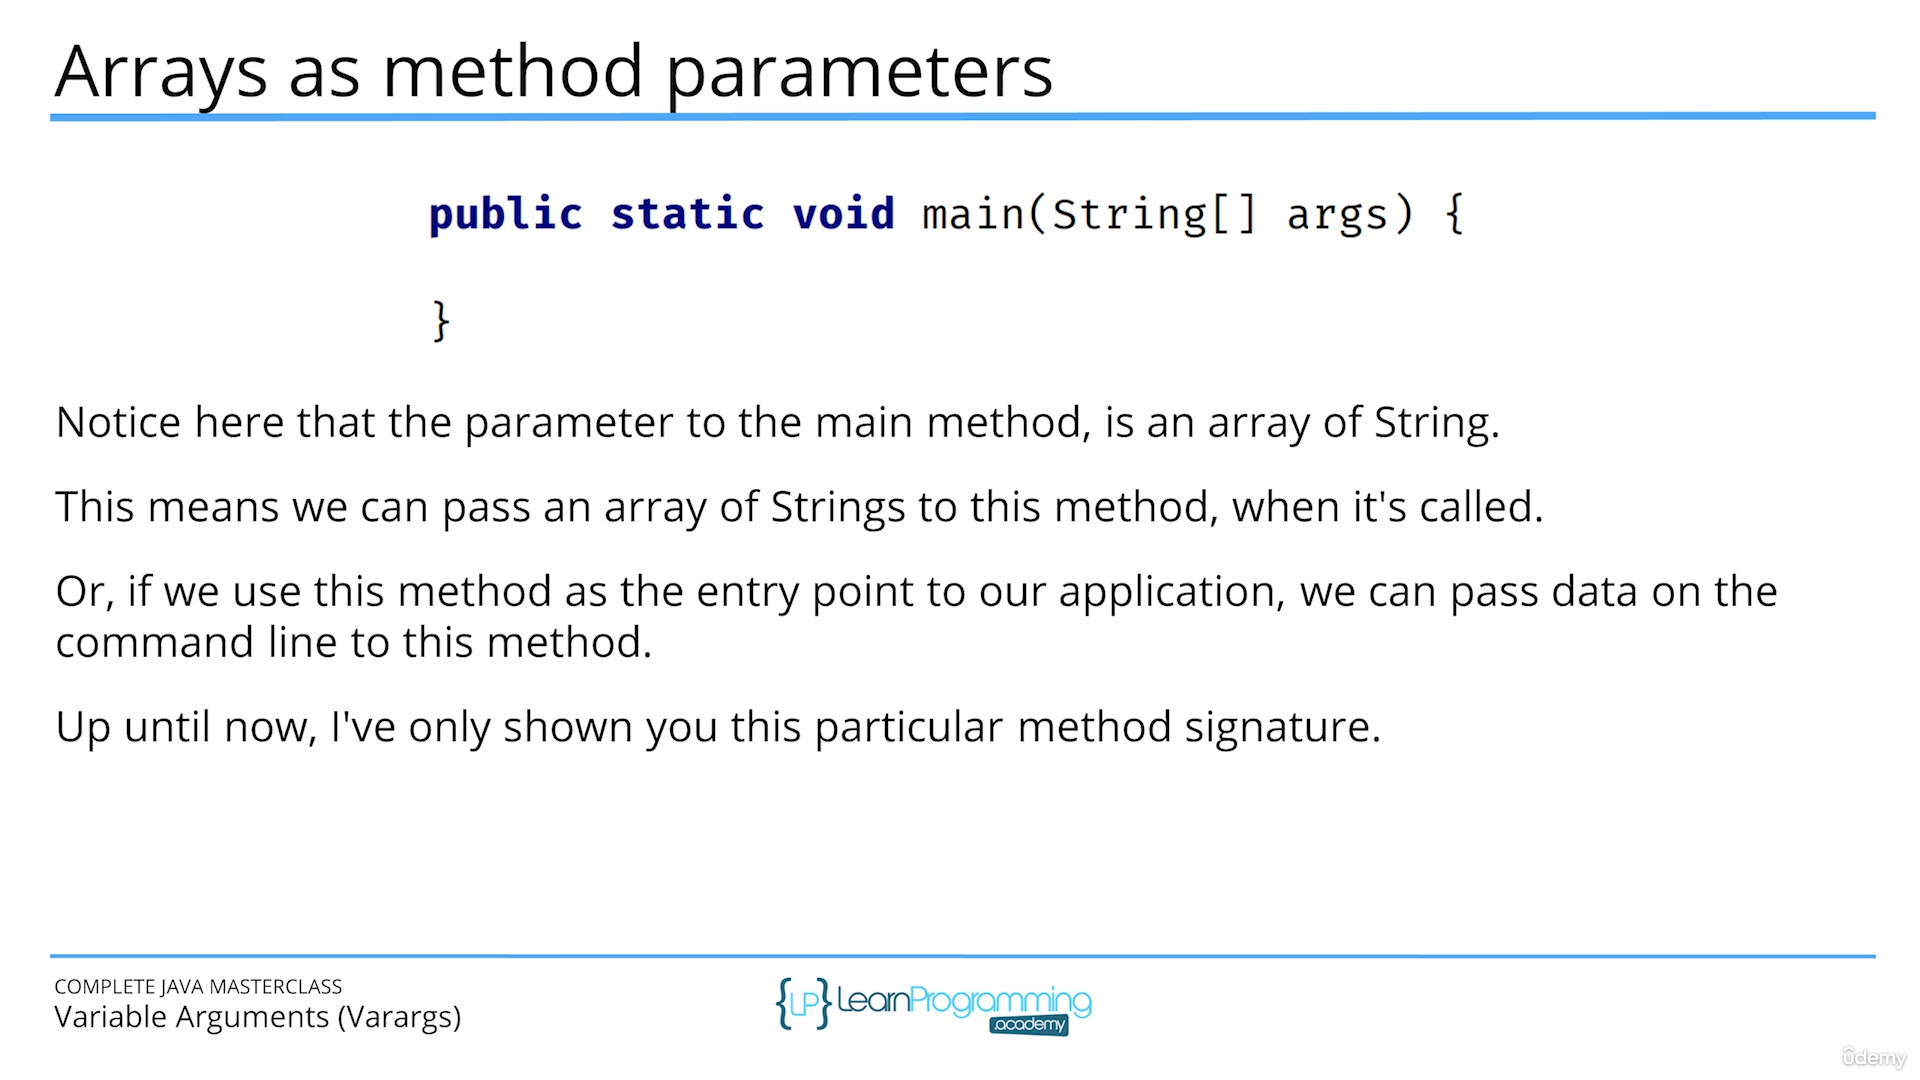 Arrays as method parameters
public static void main(String[] args) {
}
Notice here that the parameter to the main method, is an array of String.
This means we can pass an array of Strings to this method, when it's called.
Or, if we use this method as the entry point to our application, we can pass data on the
command line to this method.
Up until now, I've only shown you this particular method signature.
COMPLETE JAVA MASTERCLASS
Variable Arguments (Varargs)
{LP} LearnProgramming
.academy
ûdemy